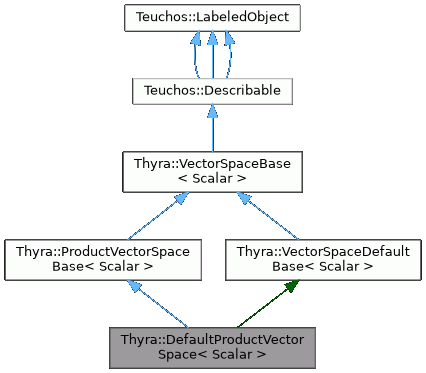 Teuchos::LabeledObject
Teuchos::Describable
Thyra::VectorSpaceBase
< Scalar >
Thyra::ProductVectorSpace
Base< Scalar >
Thyra::VectorSpaceDefault
Base< Scalar >
Thyra::DefaultProductVector
Space< Scalar >